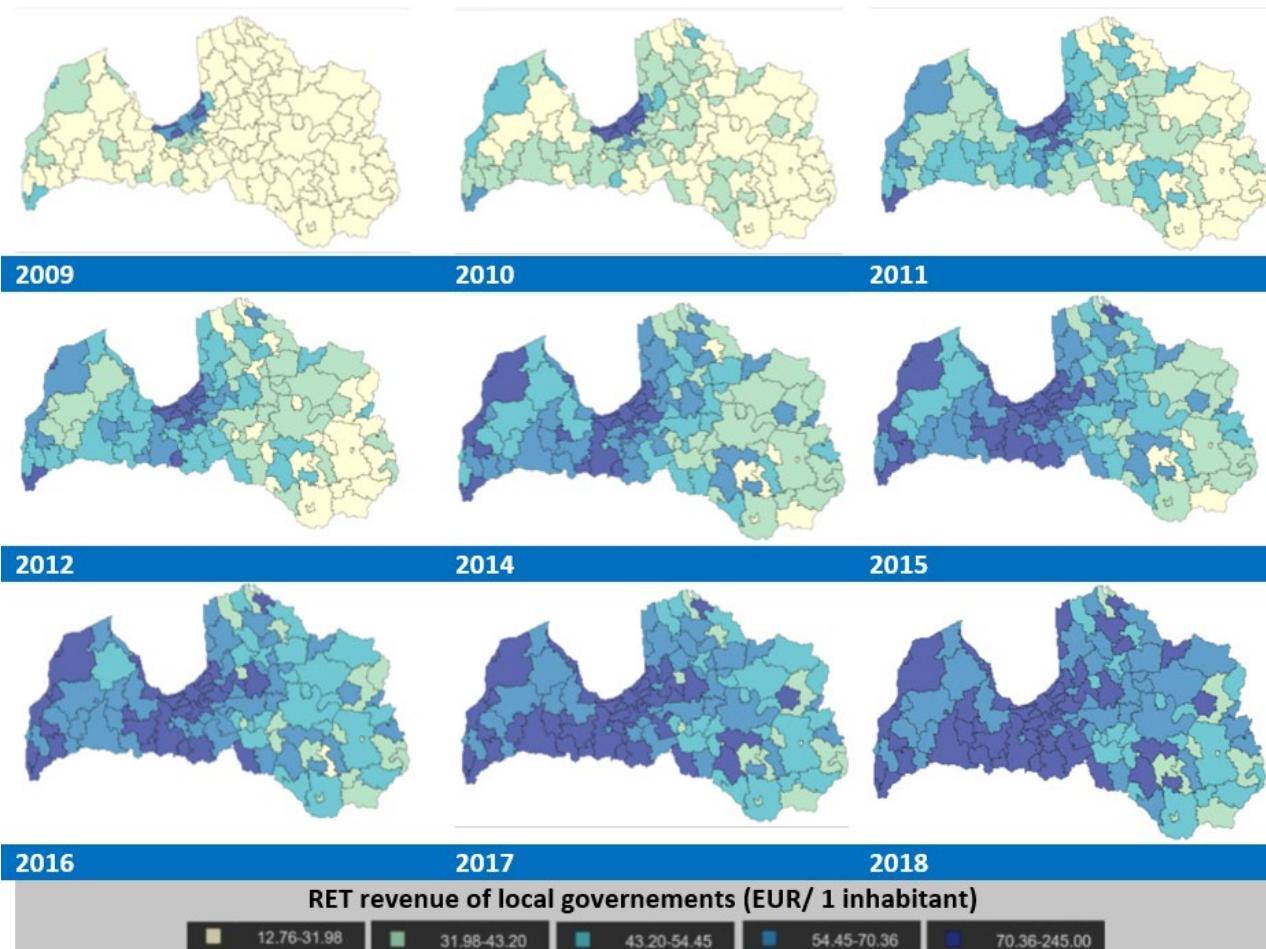 2009 2010 2011
2012 2014 2015
2016 2017 2018
RET revenue of local governements (EUR/ 1 inhabitant)
12.76-31.98 31.98-43.20 43.20-54.45 54.45-70.36 70.36-245.00